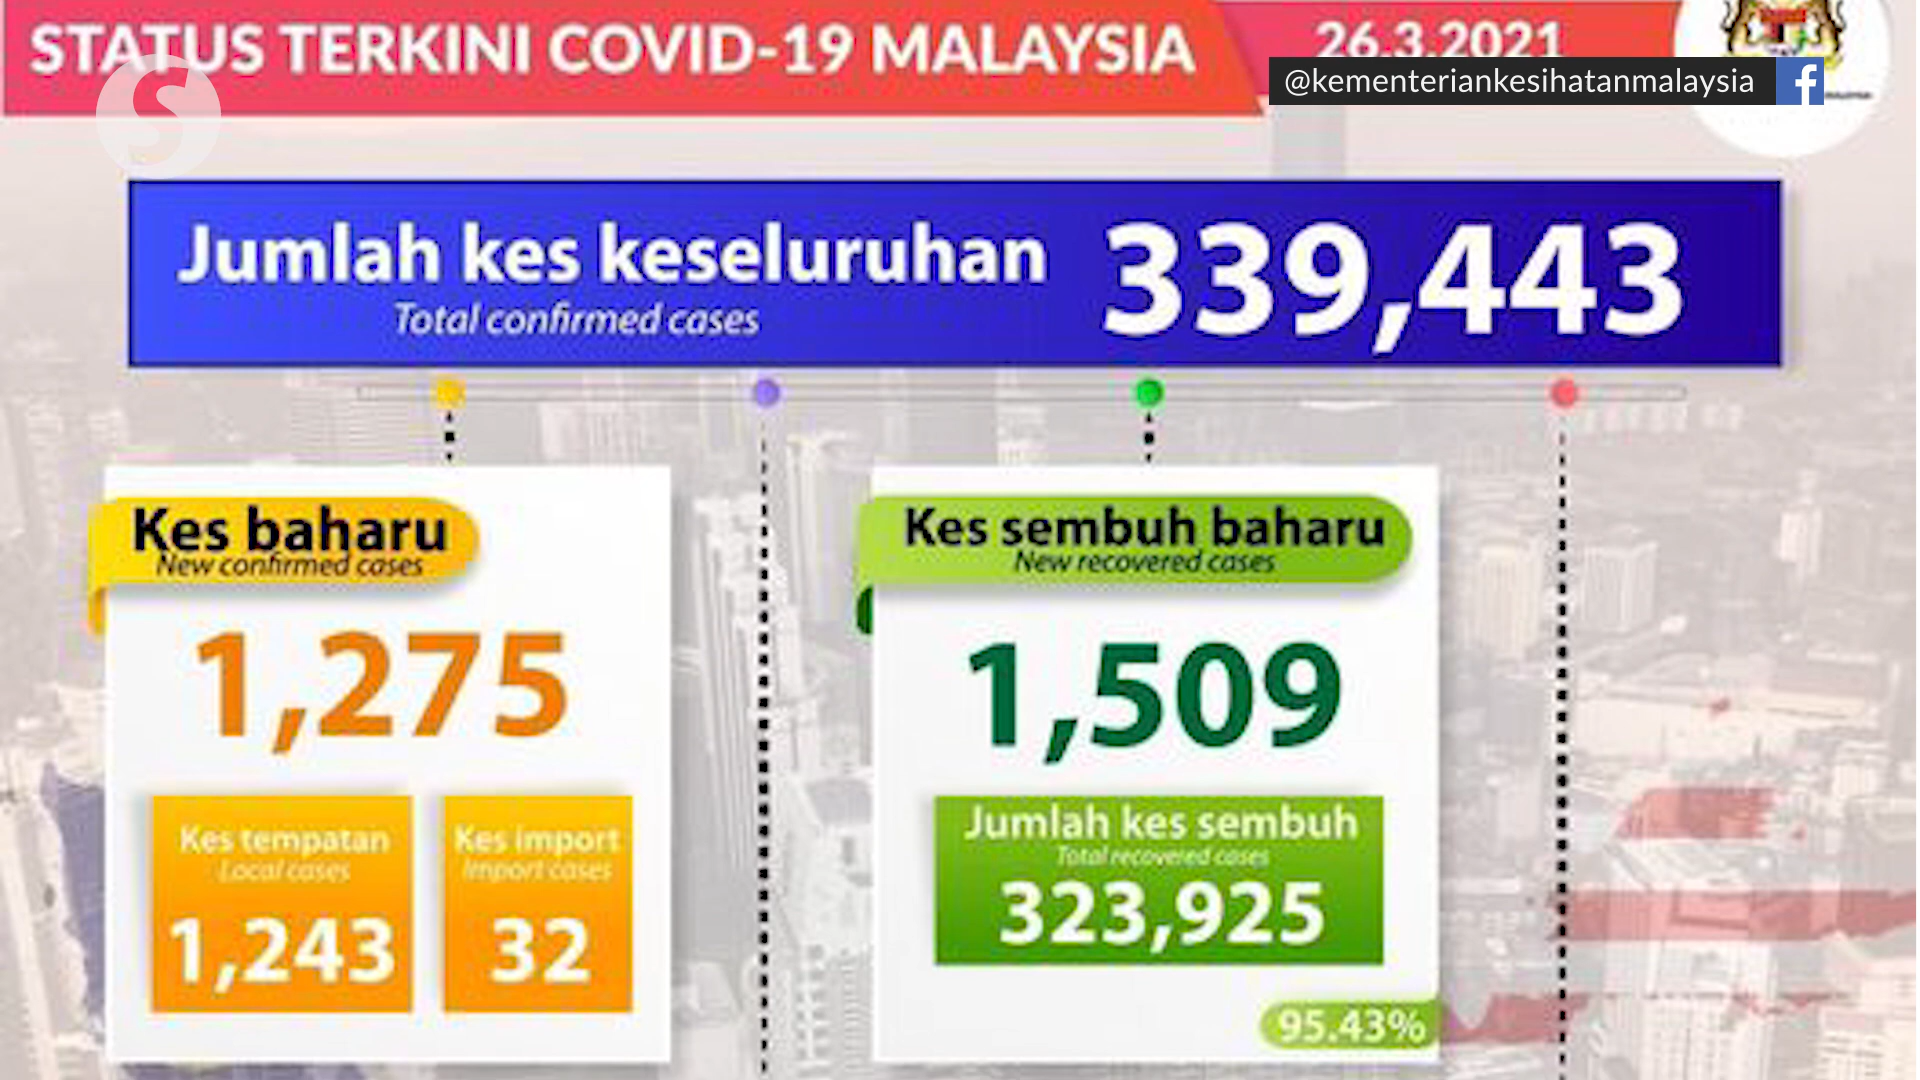 STATUS TERKINI COVID-19 MALAYSIA
26.3.2021
@kementeriankesihatanmalaysia
Jumlah kes keseluruhan
Total confirmed cases
339,443
Kes baharu
New confirmed cases
1,275
Kes tempatan
Local cases
1,243
Kes import
Import cases
32
Kes sembuh baharu
New recovered cases
1,509
Jumlah kes sembuh
Total recovered cases
323,925
95.43%